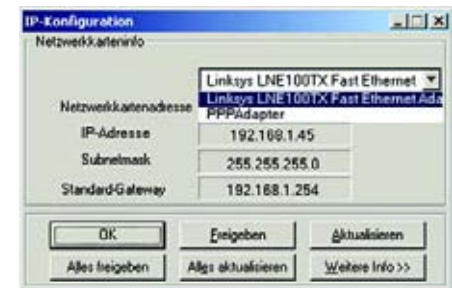 IP-Konfiguration
Netzwerkkarteninfo
Linksys LNE100TX Fast Ethernet
Linksys LNE100TX Fast Ethernet Ada
PPPAdapter
Netzwerkkartenadresse
IP-Adresse 192.168.1.45
Subnetmask 255.255.255.0
Standard-Gateway 192.168.1.254
OK Freigeben Aktualisieren
Alles freigeben Alles aktualisieren Weitere Info >>